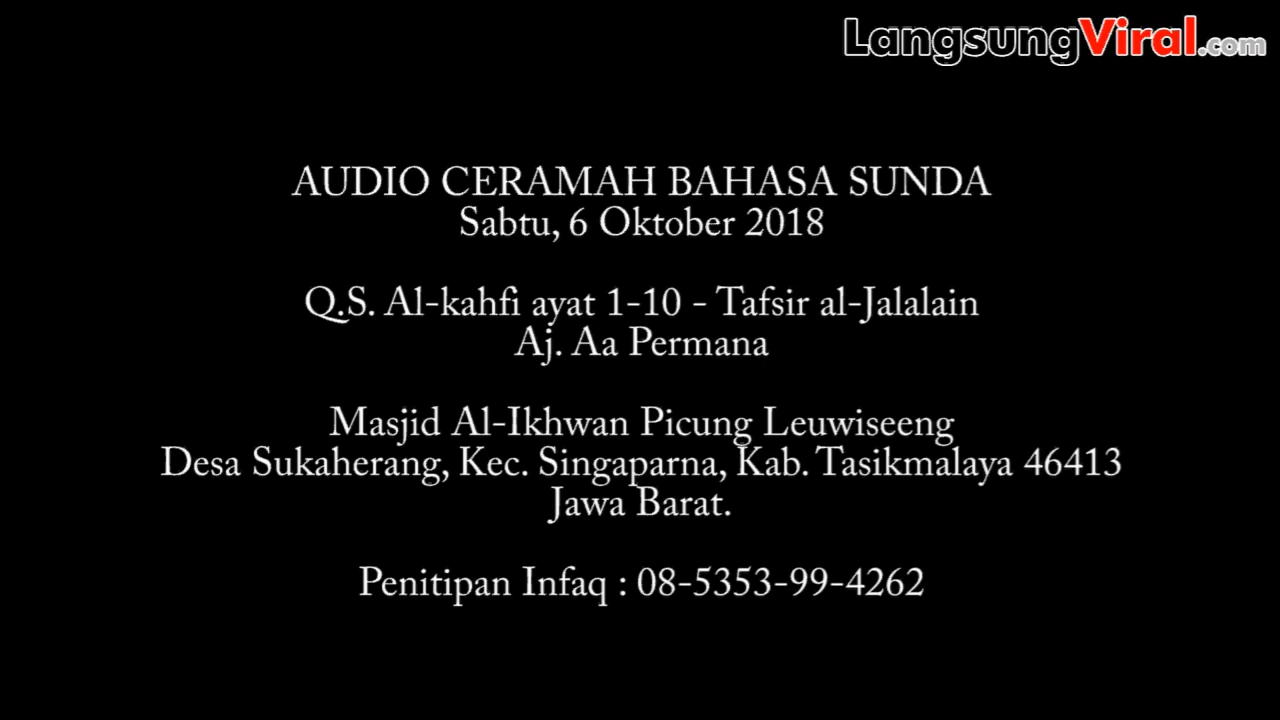 LangsungViral.com
AUDIO CERAMAH BAHASA SUNDA
Sabtu, 6 Oktober 2018
Q.S. Al-kahfi ayat 1-10 - Tafsir al-Jalalain
Aj. Aa Permana
Masjid Al-Ikhwan Picung Leuwiseeng
Desa Sukaherang, Kec. Singaparna, Kab. Tasikmalaya 46413
Jawa Barat.
Penitipan Infaq : 08-5353-99-4262